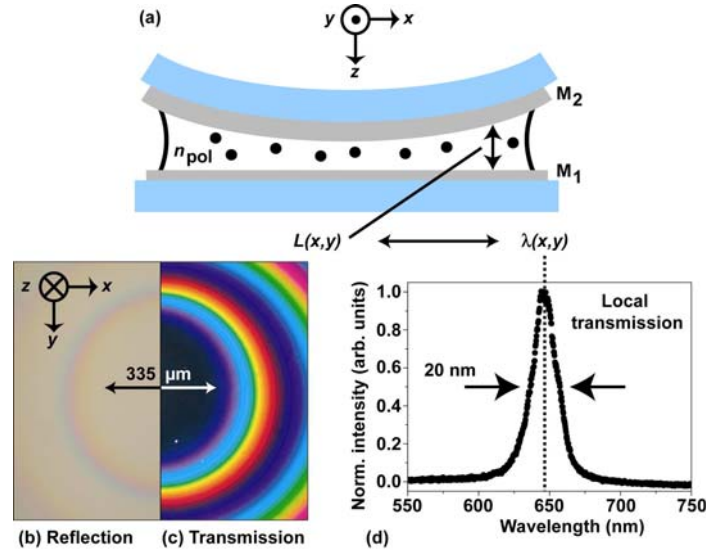 (a)
y x
z
M2
npol
M1
L(x,y) λ(x,y)
z x
y
335 μm
(b) Reflection (c) Transmission
Norm. intensity (arb. units)
1.0
0.8
0.6
0.4
0.2
0.0
Local
transmission
20 nm
550 600 650 700 750
Wavelength (nm)
(d)